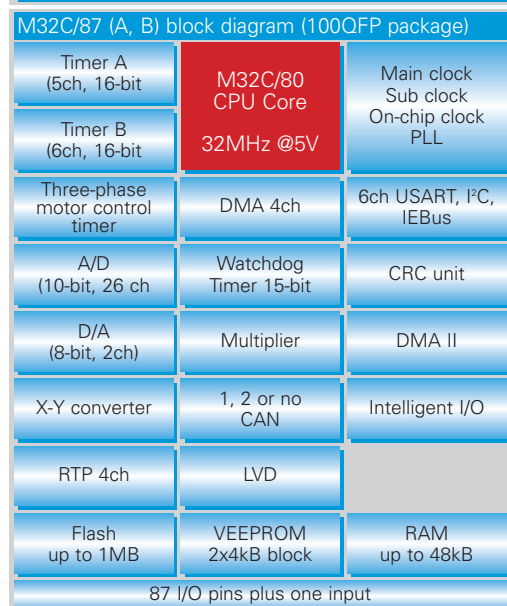 M32C/87 (A, B) block diagram (100QFP package)
Timer A
(5ch, 16-bit
M32C/80
CPU Core
32MHz @5V
Main clock
Sub clock
On-chip clock
PLL
Timer B
(6ch, 16-bit
Three-phase
motor control
timer
DMA 4ch
6ch USART, I²C,
IEBus
A/D
(10-bit, 26 ch
Watchdog
Timer 15-bit
CRC unit
D/A
(8-bit, 2ch)
Multiplier
DMA II
X-Y converter
1, 2 or no
CAN
Intelligent I/O
RTP 4ch
LVD
Flash
up to 1MB
VEEPROM
2x4kB block
RAM
up to 48kB
87 I/O pins plus one input